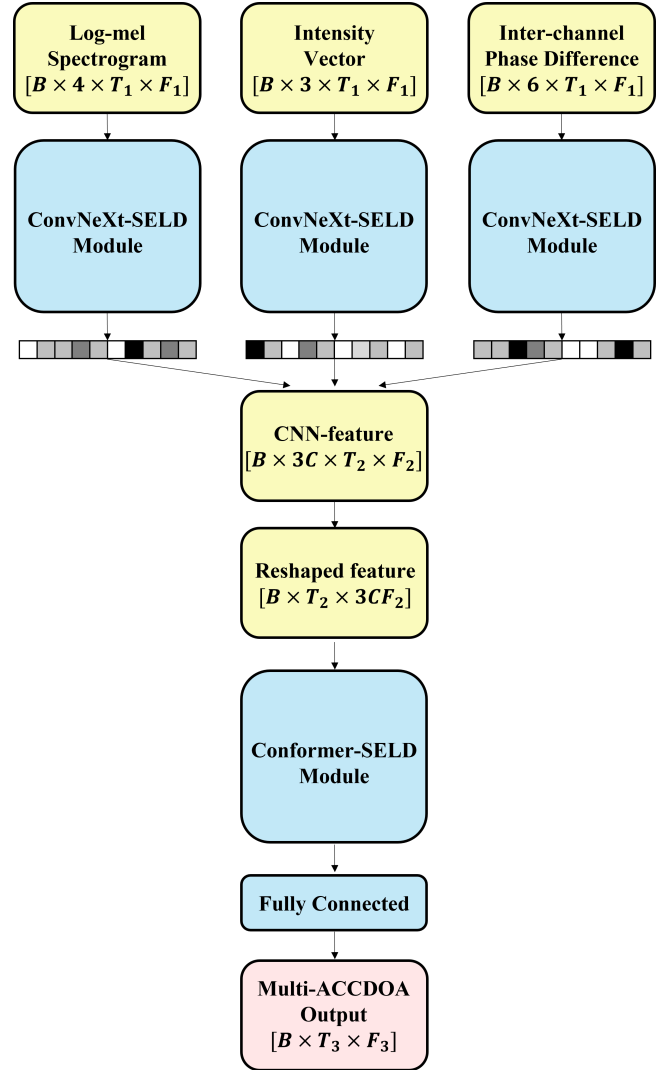 Log-mel
Spectrogram
[B × 4 × T₁ × F₁]
Intensity
Vector
[B × 3 × T₁ × F₁]
Inter-channel
Phase Difference
[B × 6 × T₁ × F₁]
ConvNeXt-SELD
Module
ConvNeXt-SELD
Module
ConvNeXt-SELD
Module
CNN-feature
[B × 3C × T₂ × F₂]
Reshaped feature
[B × T₂ × 3CF₂]
Conformer-SELD
Module
Fully Connected
Multi-ACCDOA
Output
[B × T₃ × F₃]